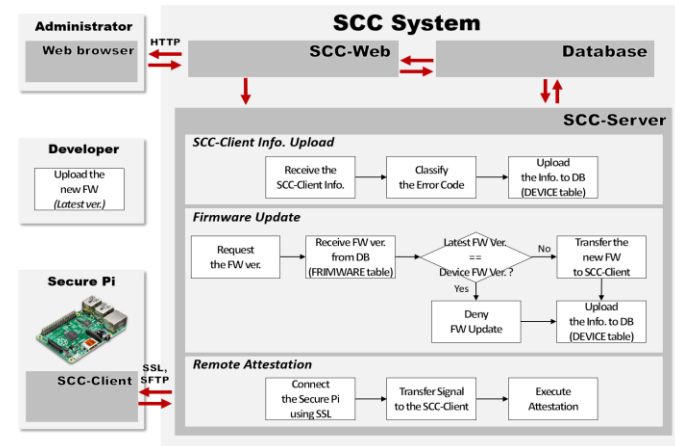 Administrator
Web browser
HTTP
SCC System
SCC-Web
Database
Developer
Upload the
new FW
(Latest ver.)
Secure Pi
SCC-Client
SSL,
SFTP
SCC-Server
SCC-Client Info. Upload
Receive the
SCC-Client Info.
Classify
the Error Code
Upload
the Info. to DB
(DEVICE table)
Firmware Update
Request
the FW ver.
Receive FW ver.
from DB
(FRIMWARE table)
Latest FW Ver.
==
Device FW Ver. ?
No
Transfer the
new FW
to SCC-Client
Yes
Deny
FW Update
Upload
the Info. to DB
(DEVICE table)
Remote Attestation
Connect
the Secure Pi
using SSL
Transfer Signal
to the SCC-Client
Execute
Attestation